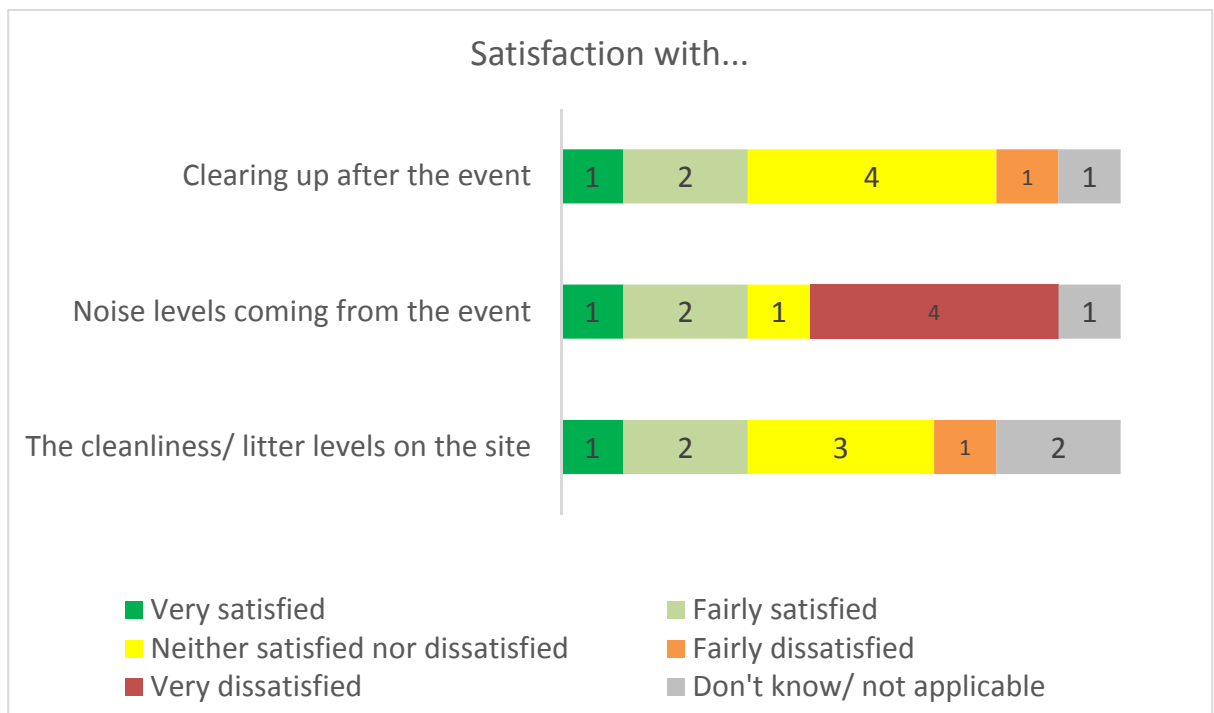 Satisfaction with...
Clearing up after the event
1 2 4 1 1
Noise levels coming from the event
1 2 1 4 1
The cleanliness/ litter levels on the site
1 2 3 1 2
Very satisfied
Fairly satisfied
Neither satisfied nor dissatisfied
Fairly dissatisfied
Very dissatisfied
Don't know/ not applicable